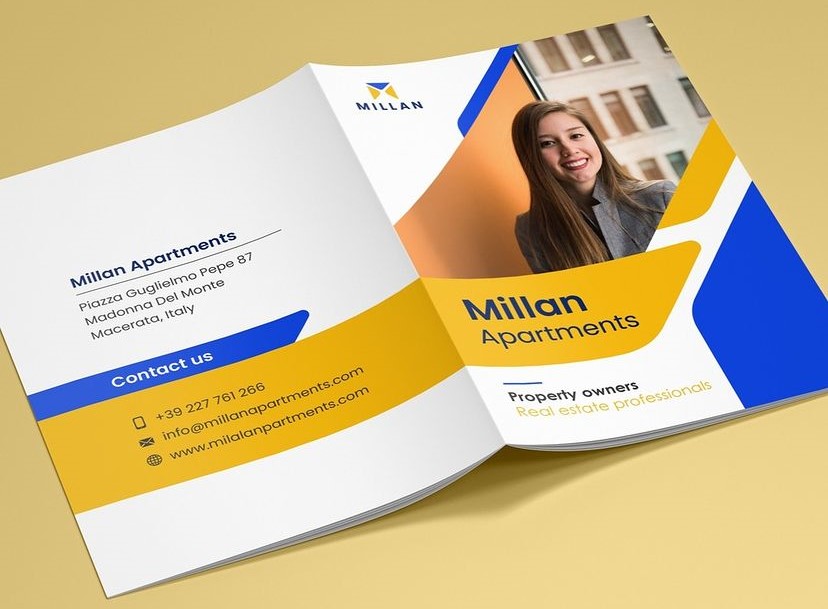 Millan Apartments
Piazza Guglielmo Pepe 87
Madonna Del Monte
Macerata, Italy
Contact us
+39 227 761 266
info@millanapartments.com
www.milalanpartments.com
MILLAN
Millan
Apartments
Property owners
Real estate professionals